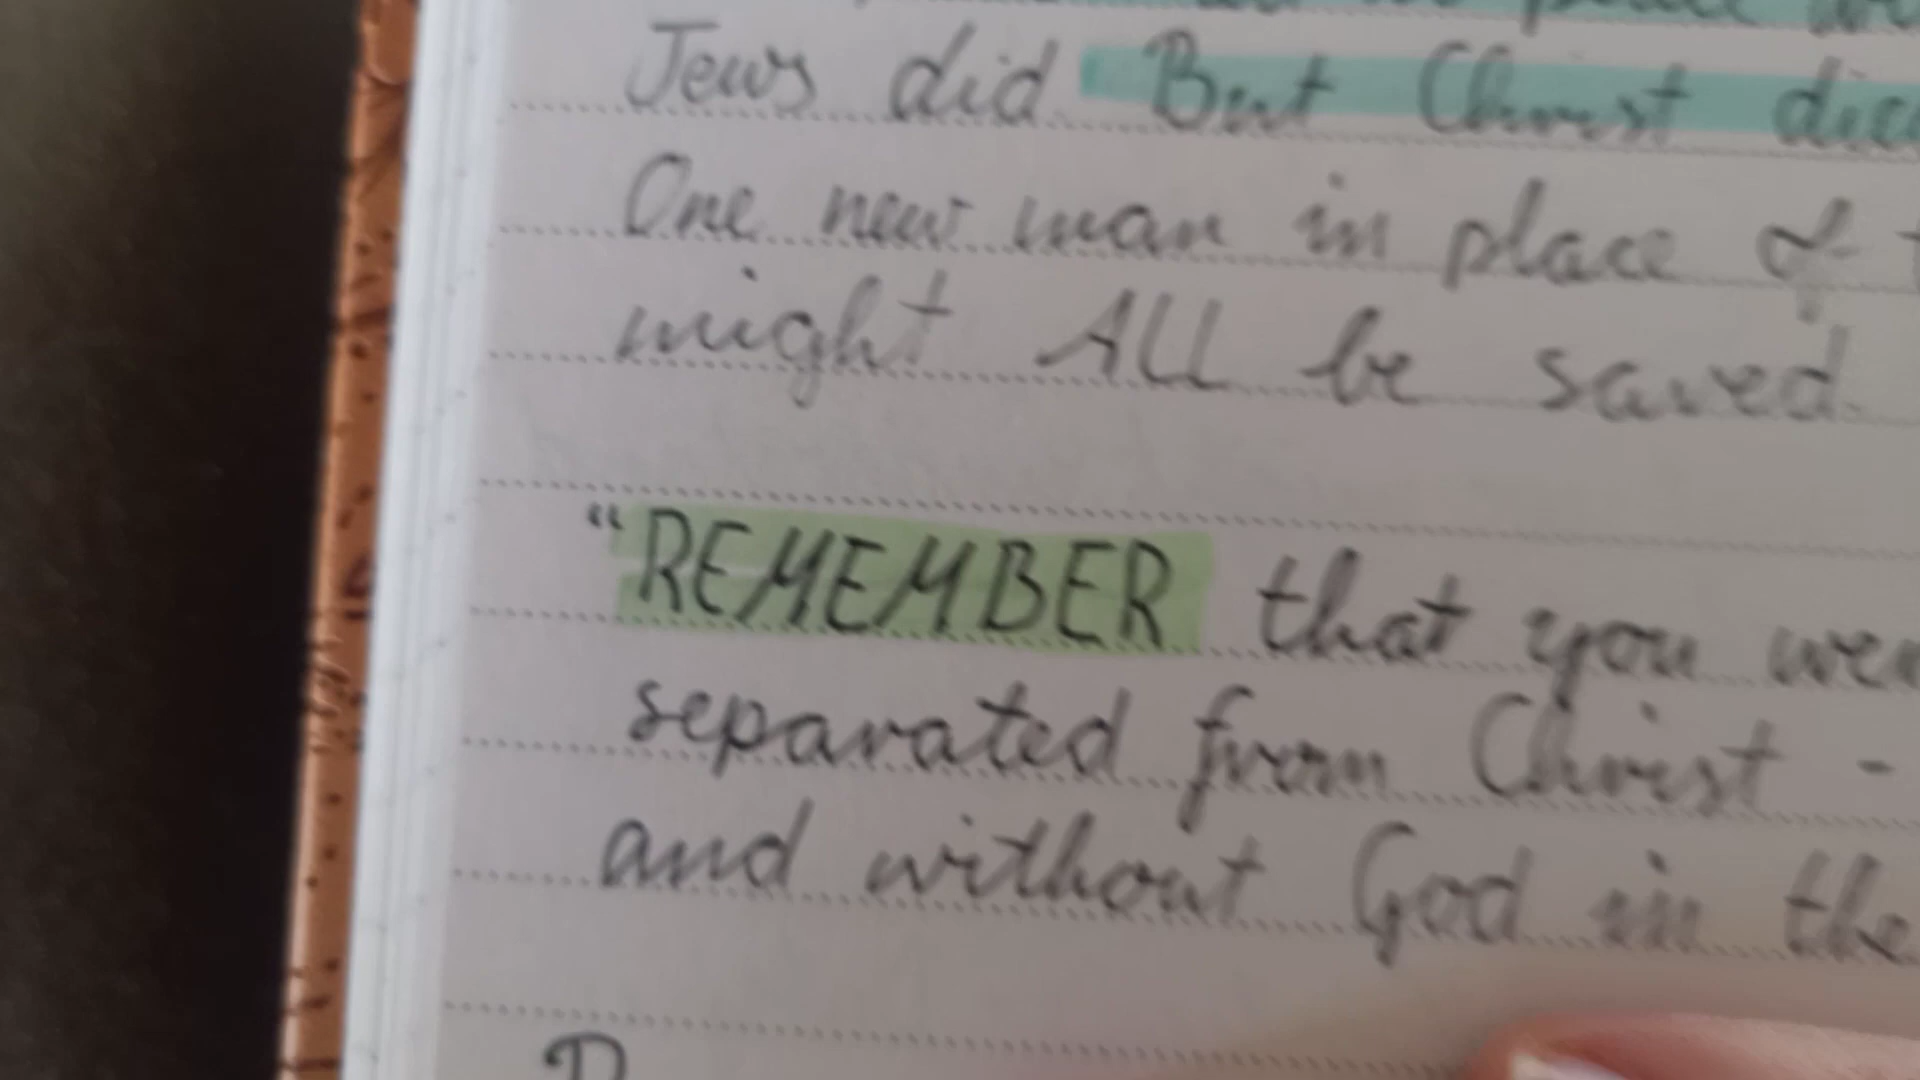 Jews did But Christ
One new man in place of
might ALL be saved.
"REMEMBER that you
separated from Christ -
and without God in the